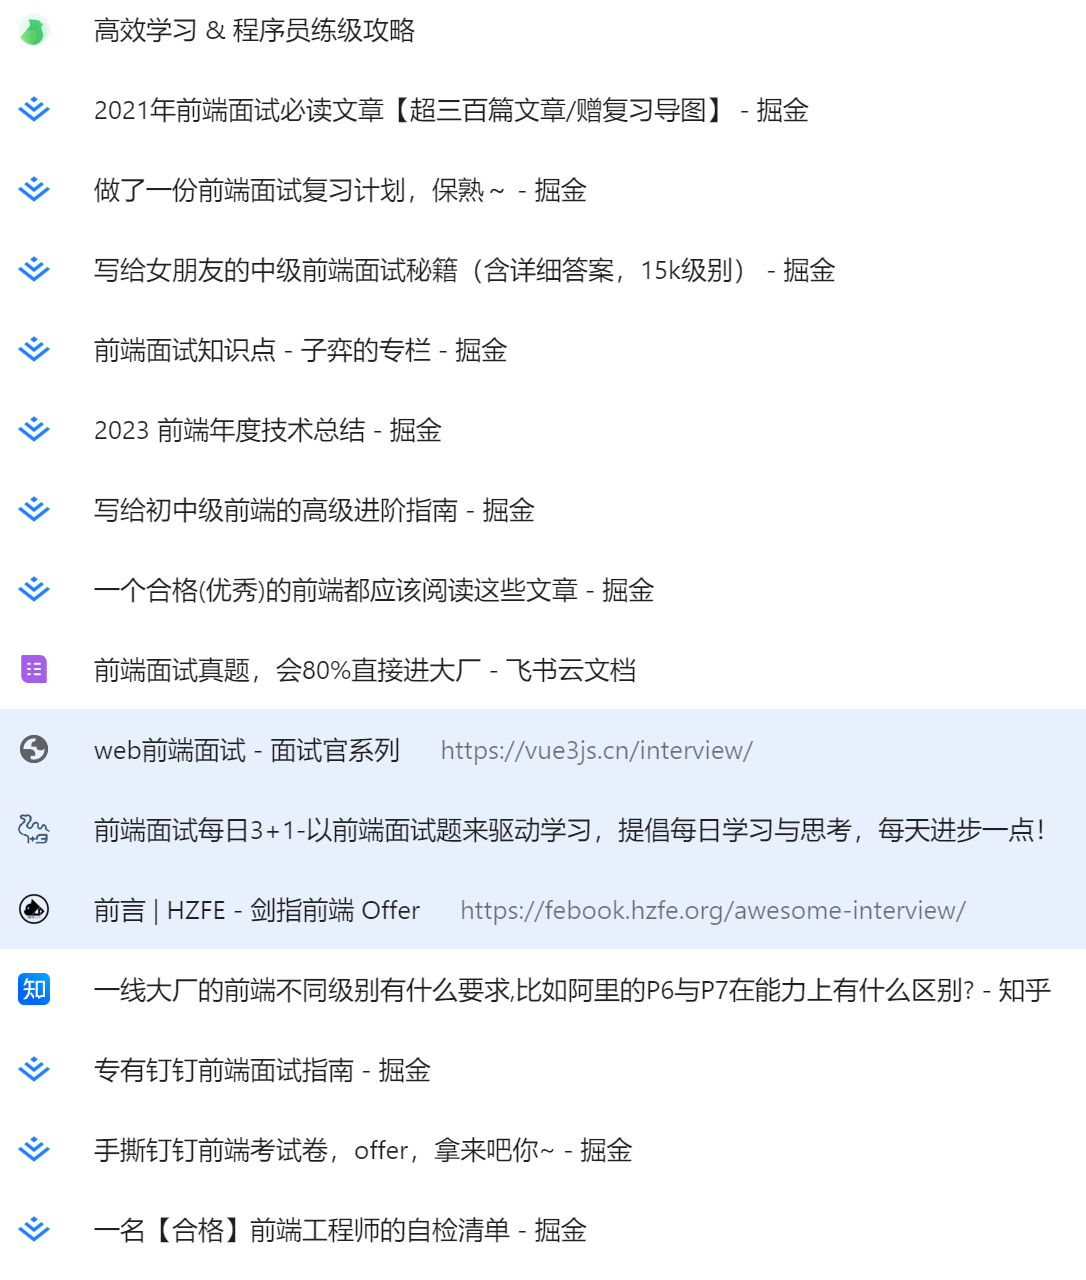 高效学习 & 程序员练级攻略
2021年前端面试必读文章【超三百篇文章/赠复习导图】 - 掘金
做了一份前端面试复习计划，保熟～ - 掘金
写给女朋友的中级前端面试秘籍（含详细答案，15k级别） - 掘金
前端面试知识点 - 子弈的专栏 - 掘金
2023 前端年度技术总结 - 掘金
写给初中级前端的高级进阶指南 - 掘金
一个合格(优秀)的前端都应该阅读这些文章 - 掘金
前端面试真题，会80%直接进大厂 - 飞书云文档
web前端面试 - 面试官系列 https://vue3js.cn/interview/
前端面试每日3+1-以前端面试题来驱动学习，提倡每日学习与思考，每天进步一点！
前言 | HZFE - 剑指前端 Offer https://febook.hzfe.org/awesome-interview/
知 一线大厂的前端不同级别有什么要求,比如阿里的P6与P7在能力上有什么区别? - 知乎
专有钉钉前端面试指南 - 掘金
手撕钉钉前端考试卷，offer，拿来吧你~ - 掘金
一名【合格】前端工程师的自检清单 - 掘金